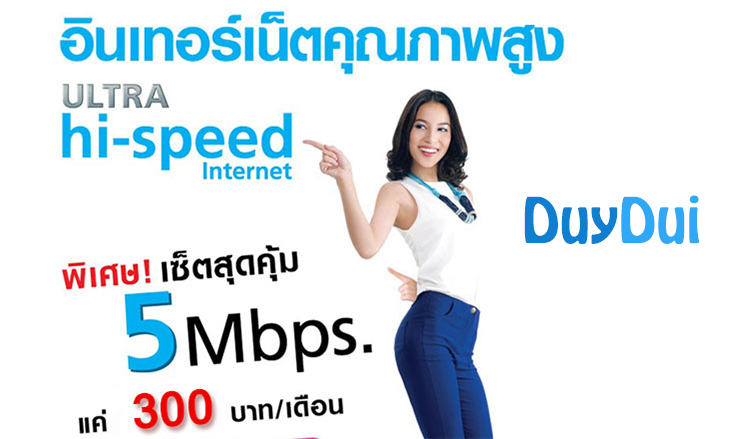 อินเทอร์เน็ตคุณภาพสูง
ULTRA
hi-speed
Internet
DuyDui
พิเศษ! เซ็ตสุดคุ้ม
5 Mbps.
แค่ 300 บาท/เดือน